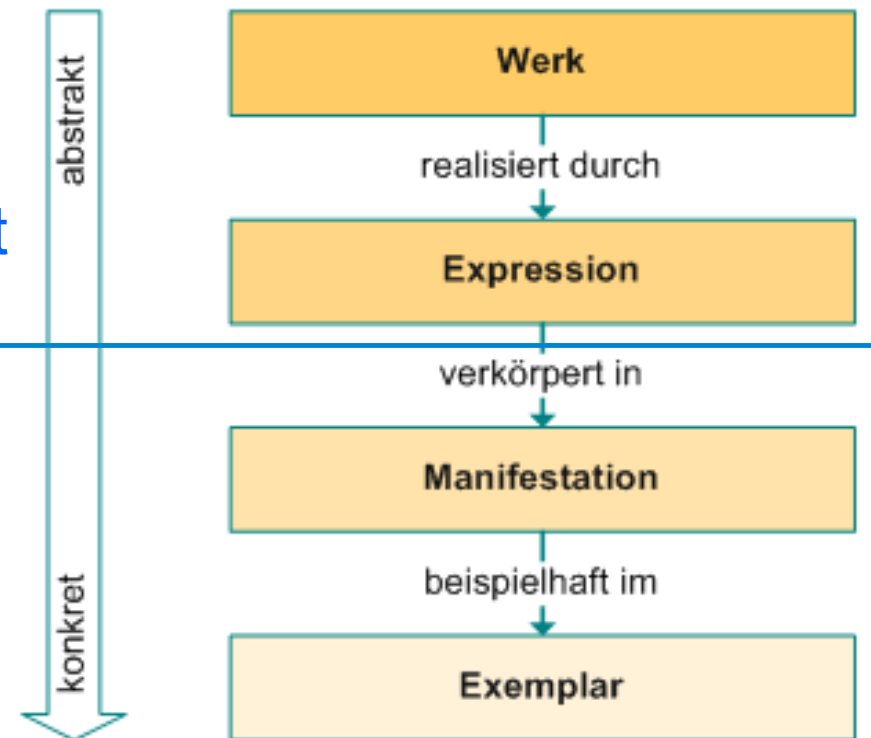 abstrakt
Werk
realisiert durch
t
Expression
verkörpert in
Manifestation
beispielhaft im
konkret
Exemplar